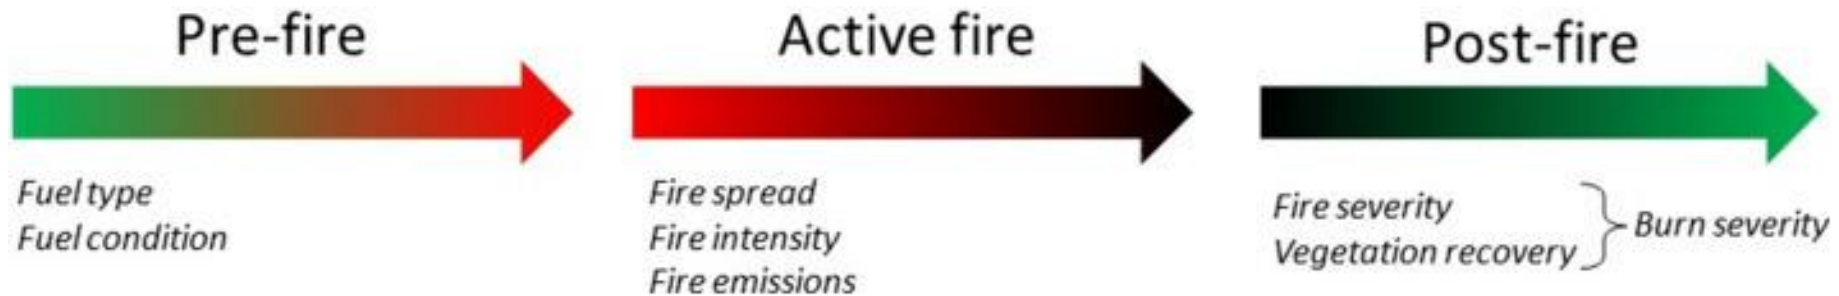 Pre-fire
Fuel type
Fuel condition
Active fire
Fire spread
Fire intensity
Fire emissions
Post-fire
Fire severity
Vegetation recovery
Burn severity